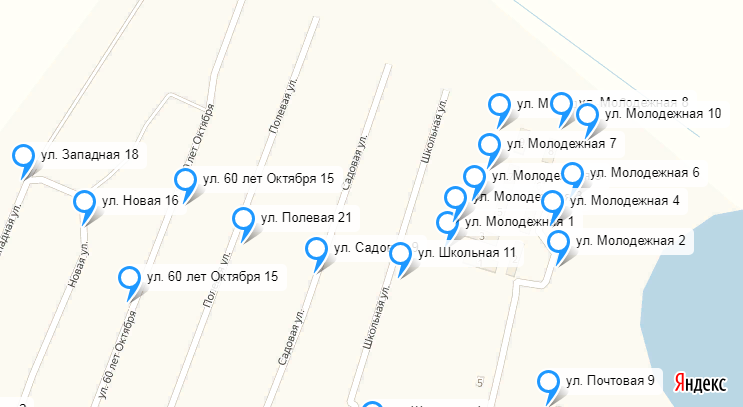 Полевая ул.
60 лет Октября
Садовая ул.
Школьная ул.
ул. М
ул. Молодежная 8
ул. Молодежная 10
ул. Западная 18
ул. Молодежная 7
ул. 60 лет Октября 15
ул. Молодежная 6
ул. Новая 16
ул. Молодежная 4
ул. Полевая 21
ул. Молодежная 1
ул. Молодежная 2
ул. Школьная 11
ул. 60 лет Октября 15
Новая ул.
Садовая ул.
Школьная ул.
ул. 60 лет Октября
5
ул. Почтовая 9
Яндекс